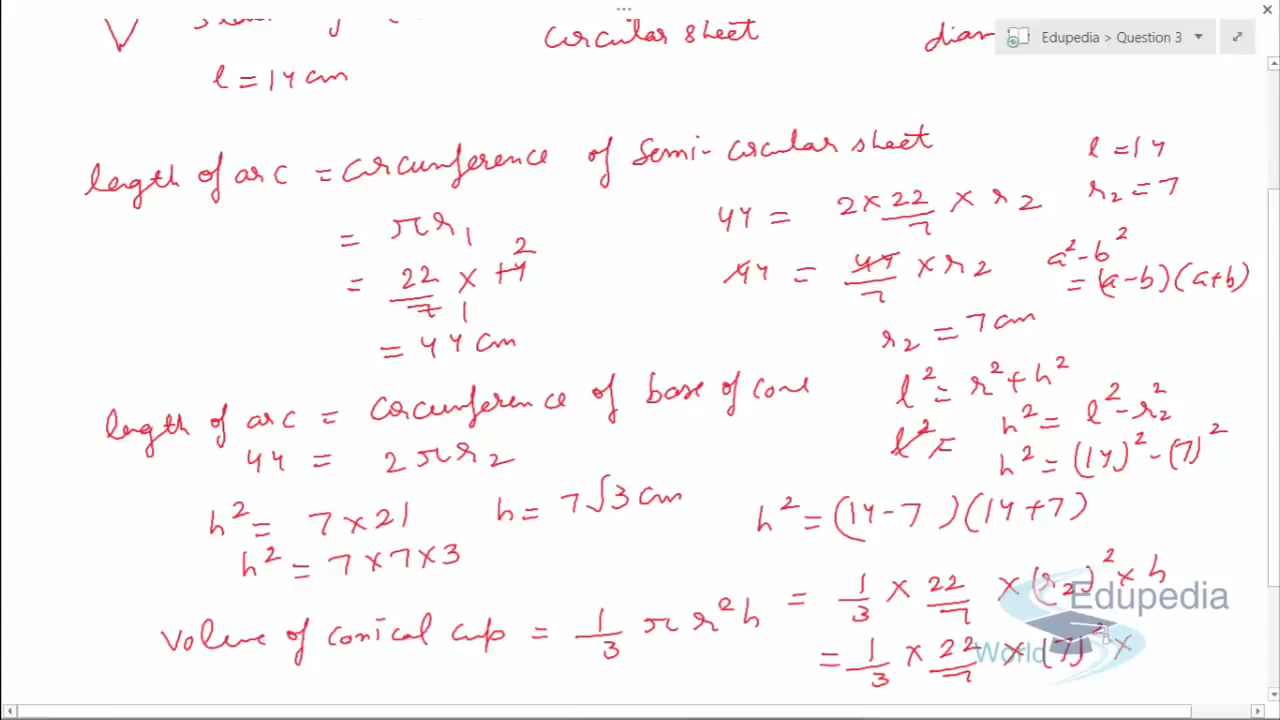 Circular sheet
diam
Edupedia > Question 3
l = 14 cm
length of arc = circumference of semi-circular sheet
= πr₁
= 22/7 × 14 2
1
= 44 cm
length of arc = circumference of base of cone
44 = 2πr₂
l = 14
r₂ = 7
44 = 2 × 22/7 × r₂
44 = 44/7 × r₂
a² - b²
= (a-b)(a+b)
r₂ = 7 cm
l² = r² + h²
h² = l² - r₂²
l² =
h² = (14)² - (7)²
h² = 7 × 21
h = 7√3 cm
h² = (14-7)(14+7)
h² = 7 × 7 × 3
Volume of conical cup = 1/3 πr²h
= 1/3 × 22/7 × (r₂)² × h
= 1/3 × 22/7 × (7)² ×
Edupedia
World